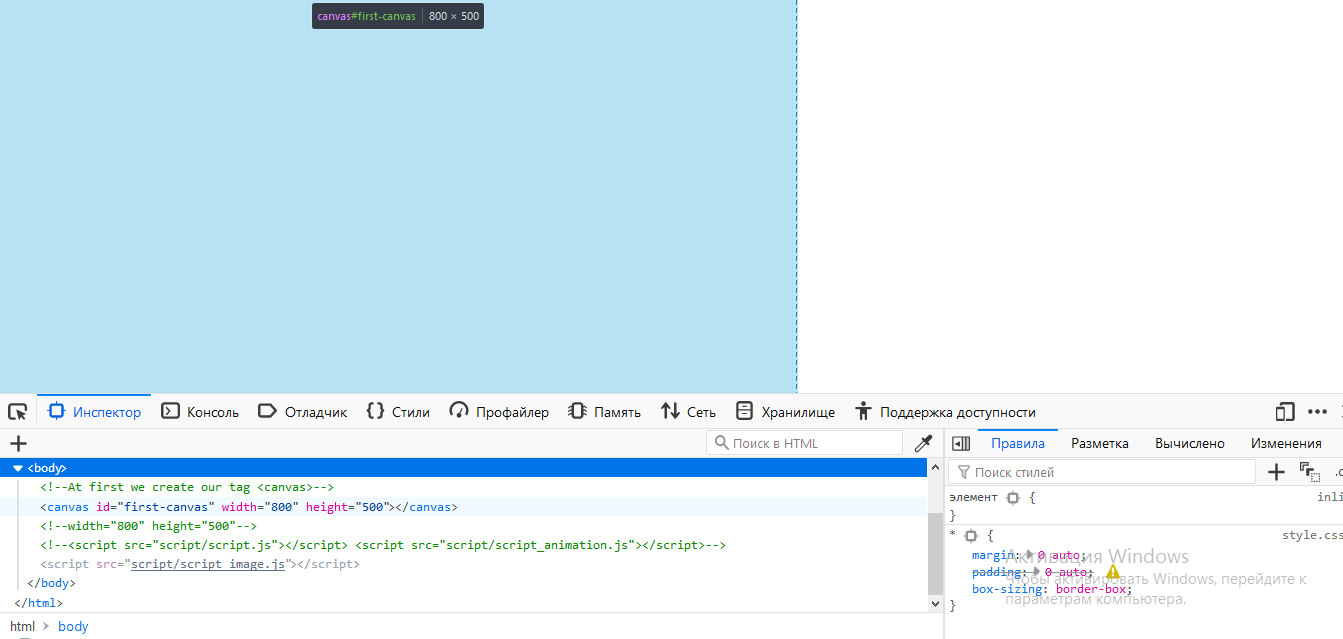 canvas#first-canvas 800 × 500
Инспектор Консоль Отладчик Стили Профайлер Память Сеть Хранилище Поддержка доступности
Поиск в HTML
<body>
<!--At first we create our tag <canvas>-->
<canvas id="first-canvas" width="800" height="500"></canvas>
<!--width="800" height="500"-->
<!--<script src="script/script.js"></script> <script src="script/script_animation.js"></script>-->
<script src="script/script_image.js"></script>
</body>
</html>
html > body
Правила Разметка Вычислено Изменения
Поиск стилей .c
элемент { inli
}
* { style.css
margin: 0 auto;
padding: 0 auto;
box-sizing: border-box;
}
Активация Windows
Чтобы активировать Windows, перейдите к
параметрам компьютера.